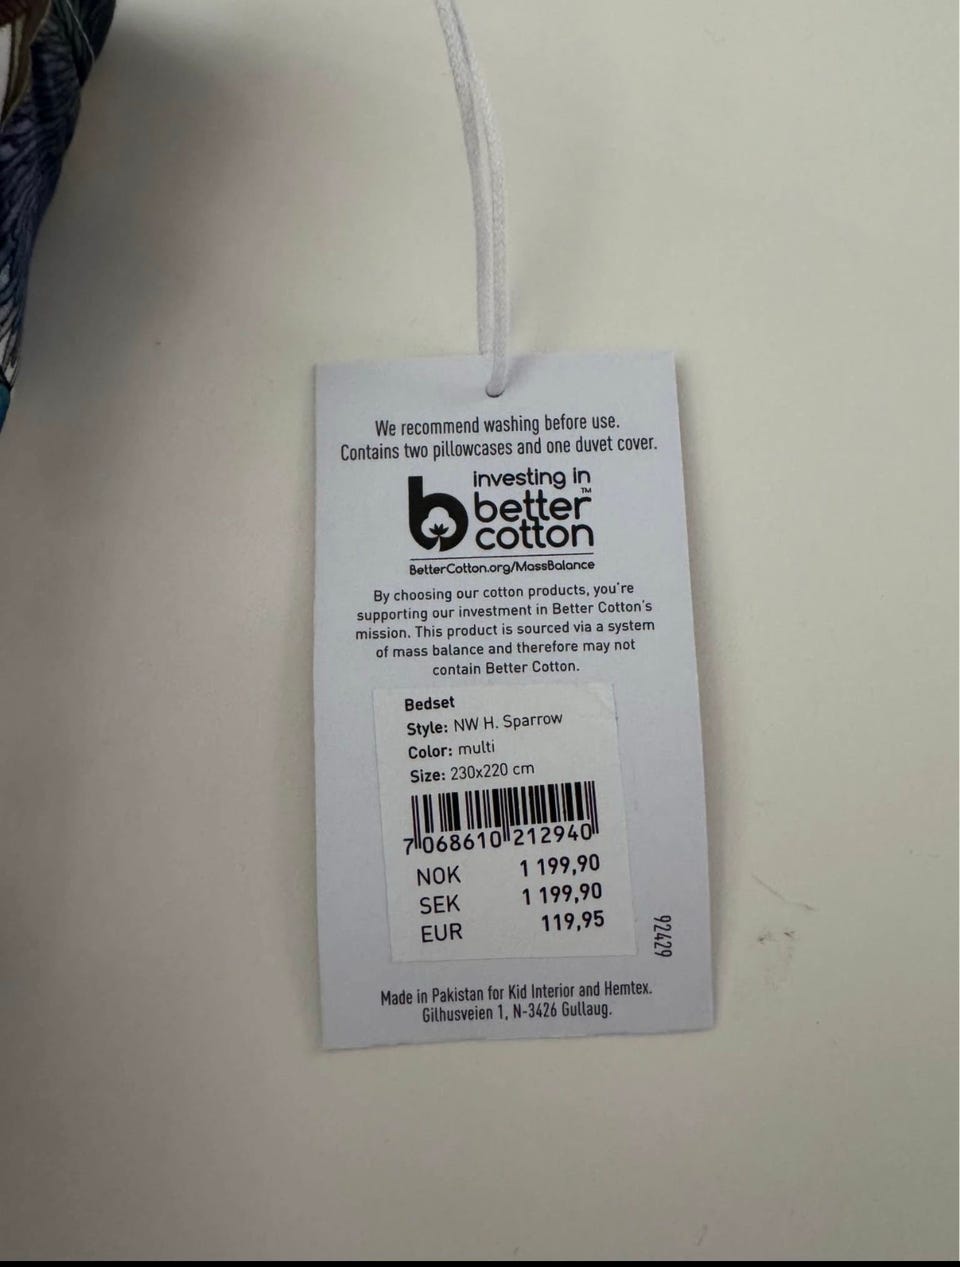 We recommend washing before use.
Contains two pillowcases and one duvet cover.
investing in
better™
cotton
BetterCotton.org/MassBalance
By choosing our cotton products, you're
supporting our investment in Better Cotton's
mission. This product is sourced via a system
of mass balance and therefore may not
contain Better Cotton.
Bedset
Style: NW H. Sparrow
Color: multi
Size: 230x220 cm
7 068610 212940
NOK 1 199,90
SEK 1 199,90
EUR 119,95
92429
Made in Pakistan for Kid Interior and Hemtex.
Gilhusveien 1, N-3426 Gullaug.